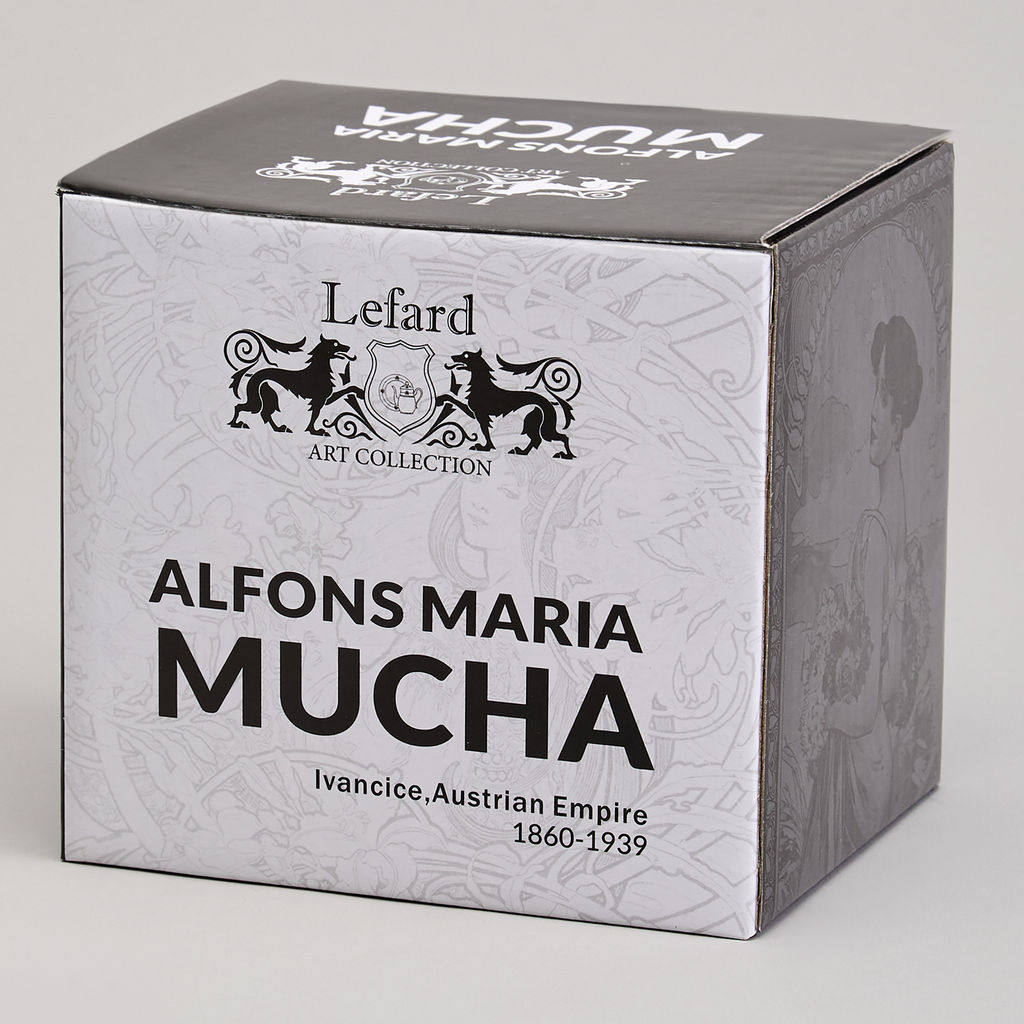 ALFONS MARIA
MUCHA
Lefard
ART COLLECTION
Lefard
ART COLLECTION
ALFONS MARIA
MUCHA
Ivancice,Austrian Empire
1860-1939